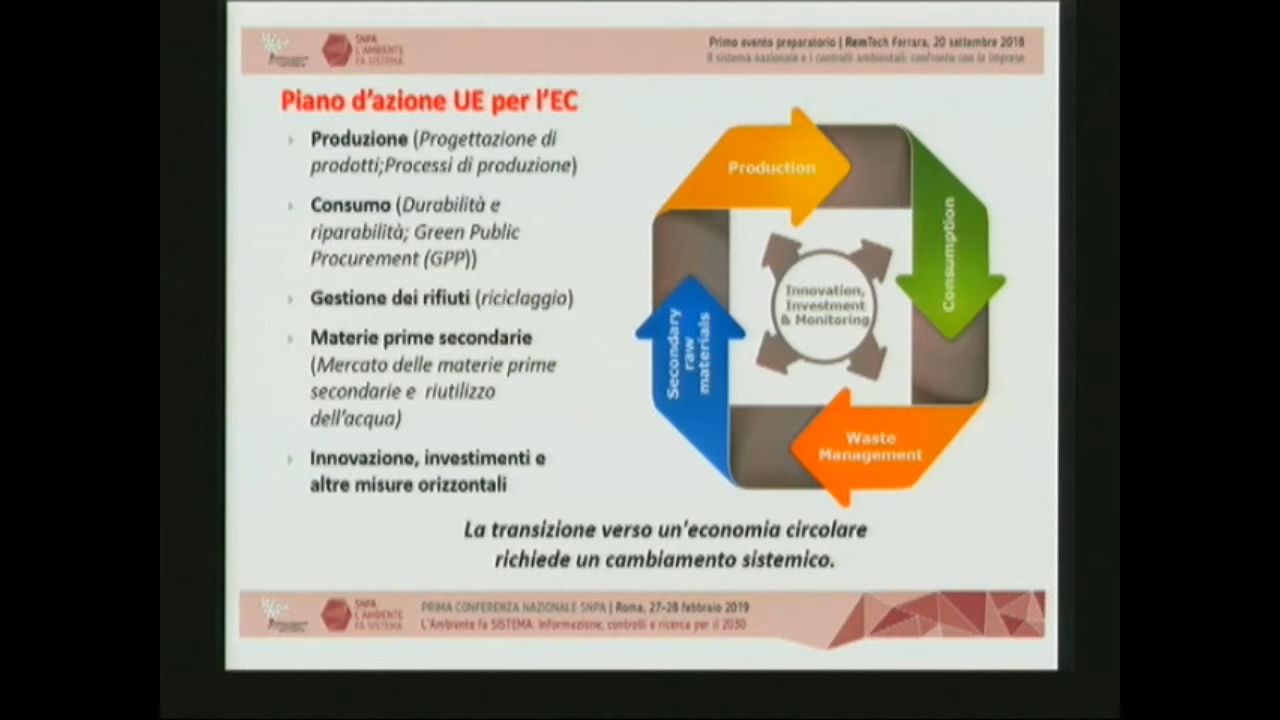 SNPA
L'AMBIENTE
FA SISTEMA
Primo evento preparatorio | RemTech Ferrara, 20 settembre 2018
Il sistema nazionale e i controlli ambientali: confronto con le imprese
Piano d'azione UE per l'EC
Produzione (Progettazione di
prodotti;Processi di produzione)
Consumo (Durabilità e
riparabilità; Green Public
Procurement (GPP))
Gestione dei rifiuti (riciclaggio)
Materie prime secondarie
(Mercato delle materie prime
secondarie e riutilizzo
dell'acqua)
Innovazione, investimenti e
altre misure orizzontali
Production
Consumption
Innovation,
Investment
& Monitoring
Secondary
raw
materials
Waste
Management
La transizione verso un'economia circolare
richiede un cambiamento sistemico.
SNPA
L'AMBIENTE
FA SISTEMA
PRIMA CONFERENZA NAZIONALE SNPA | Roma, 27-28 febbraio 2019
L'Ambiente fa SISTEMA. Informazione, controlli e ricerca per il 2030